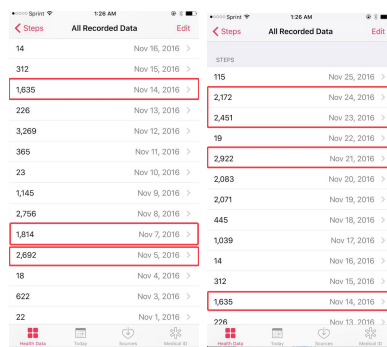 Sprint 1:26 AM
Steps All Recorded Data Edit
14 Nov 16, 2016
312 Nov 15, 2016
1,635 Nov 14, 2016
226 Nov 13, 2016
3,269 Nov 12, 2016
365 Nov 11, 2016
23 Nov 10, 2016
1,145 Nov 9, 2016
2,756 Nov 8, 2016
1,814 Nov 7, 2016
2,692 Nov 5, 2016
18 Nov 4, 2016
622 Nov 3, 2016
22 Nov 1, 2016
Health Data Today Sources Medical ID
Sprint 1:26 AM
Steps All Recorded Data Edit
STEPS
115 Nov 25, 2016
2,172 Nov 24, 2016
2,451 Nov 23, 2016
19 Nov 22, 2016
2,922 Nov 21, 2016
2,083 Nov 20, 2016
2,071 Nov 19, 2016
445 Nov 18, 2016
1,039 Nov 17, 2016
14 Nov 16, 2016
312 Nov 15, 2016
1,635 Nov 14, 2016
226 Nov 13, 2016
Health Data Today Sources Medical ID